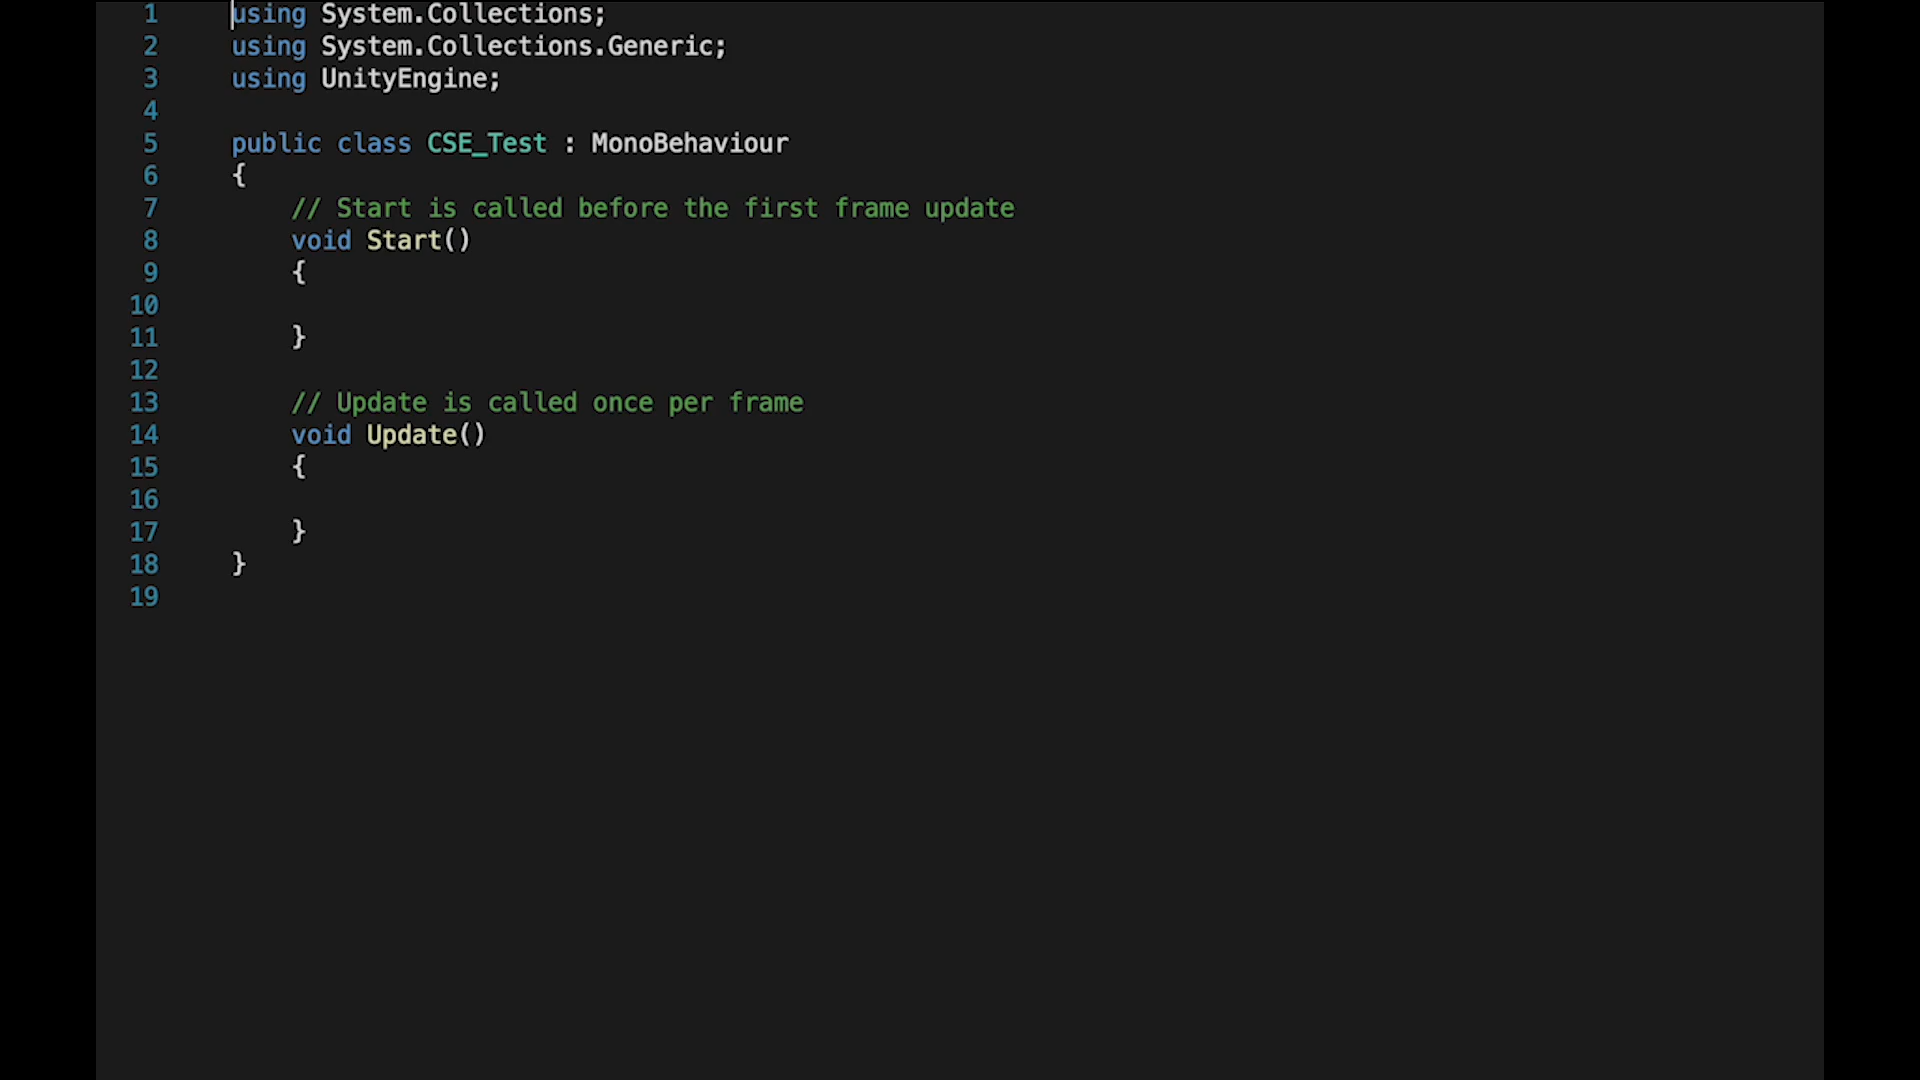 1 using System.Collections;
2 using System.Collections.Generic;
3 using UnityEngine;
4
5 public class CSE_Test : MonoBehaviour
6 {
7 // Start is called before the first frame update
8 void Start()
9 {
10
11 }
12
13 // Update is called once per frame
14 void Update()
15 {
16
17 }
18 }
19